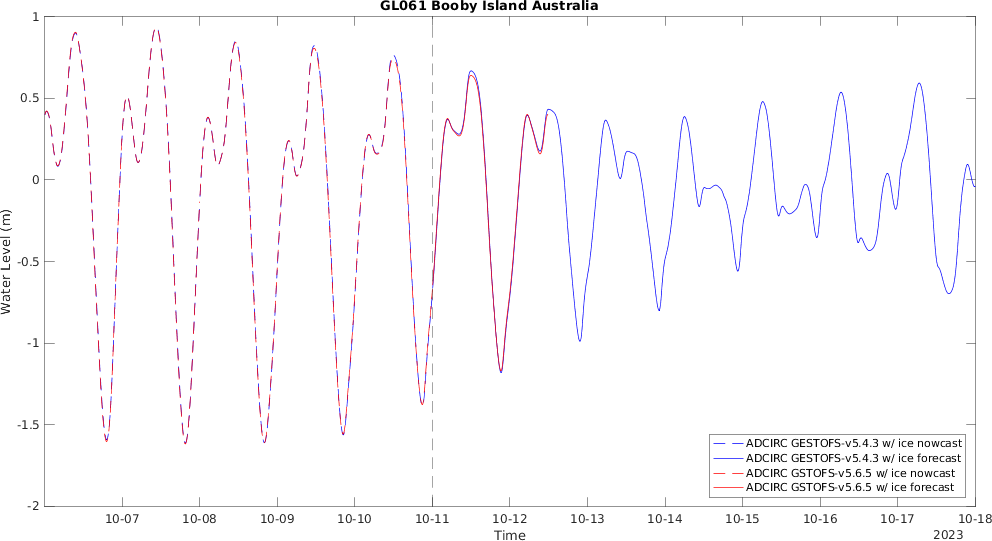 GL061 Booby Island Australia
1
0.5
0
-0.5
-1
-1.5
-2
Water Level (m)
10-07 10-08 10-09 10-10 10-11 10-12 10-13 10-14 10-15 10-16 10-17 10-18
Time
2023
ADCIRC GESTOFS-v5.4.3 w/ ice nowcast
ADCIRC GESTOFS-v5.4.3 w/ ice forecast
ADCIRC GSTOFS-v5.6.5 w/ ice nowcast
ADCIRC GSTOFS-v5.6.5 w/ ice forecast